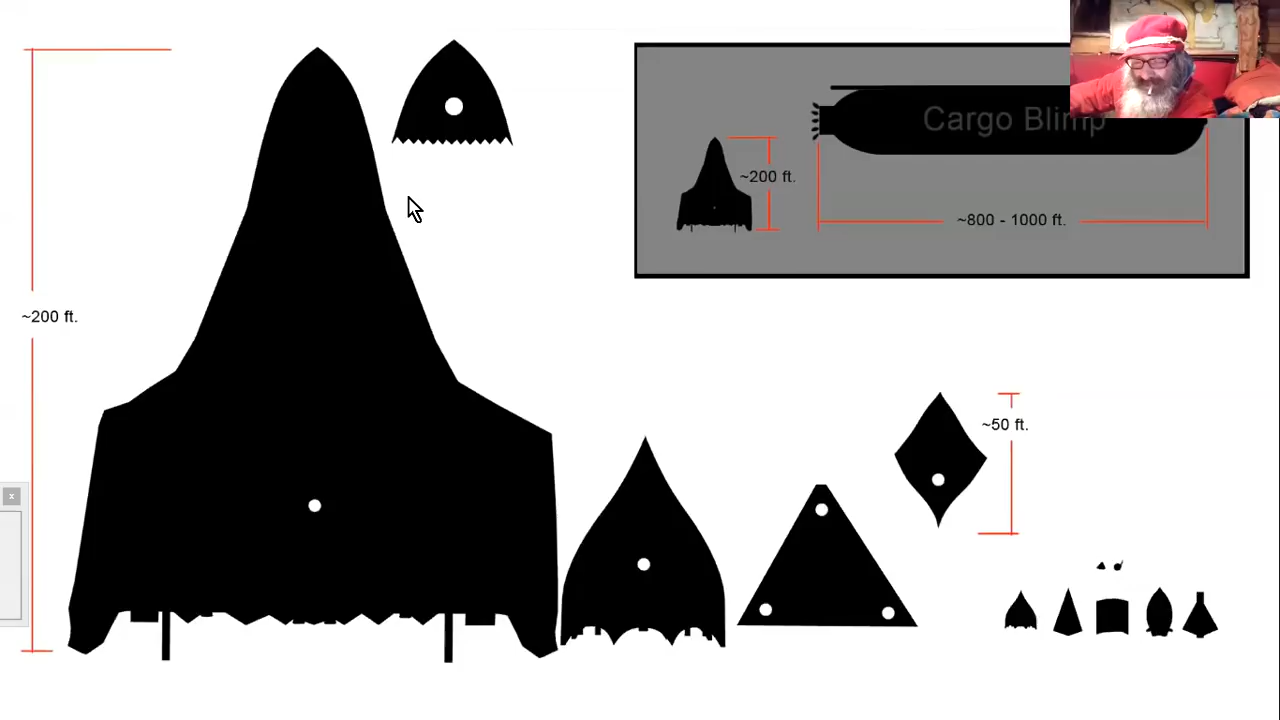 Cargo Blimp
~200 ft.
~800 - 1000 ft.
~200 ft.
~50 ft.
x